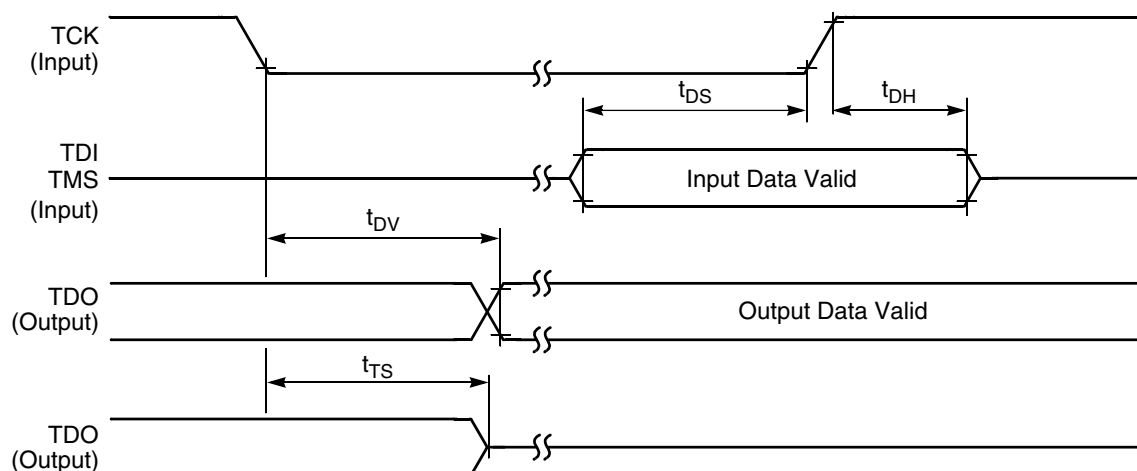 TCK
(Input)
tDS
tDH
TDI
TMS
(Input)
Input Data Valid
tDV
TDO
(Output)
Output Data Valid
tTS
TDO
(Output)